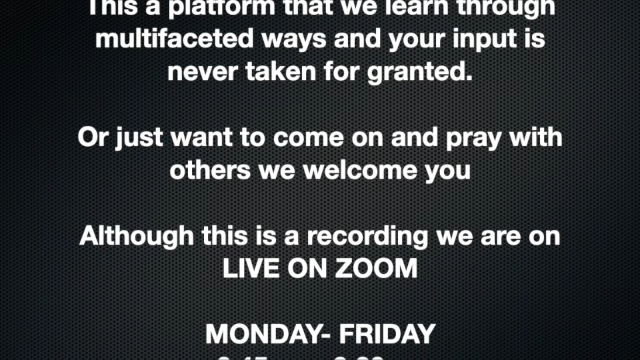 This a platform that we learn through
multifaceted ways and your input is
never taken for granted.
Or just want to come on and pray with
others we welcome you
Although this is a recording we are on
LIVE ON ZOOM
MONDAY- FRIDAY